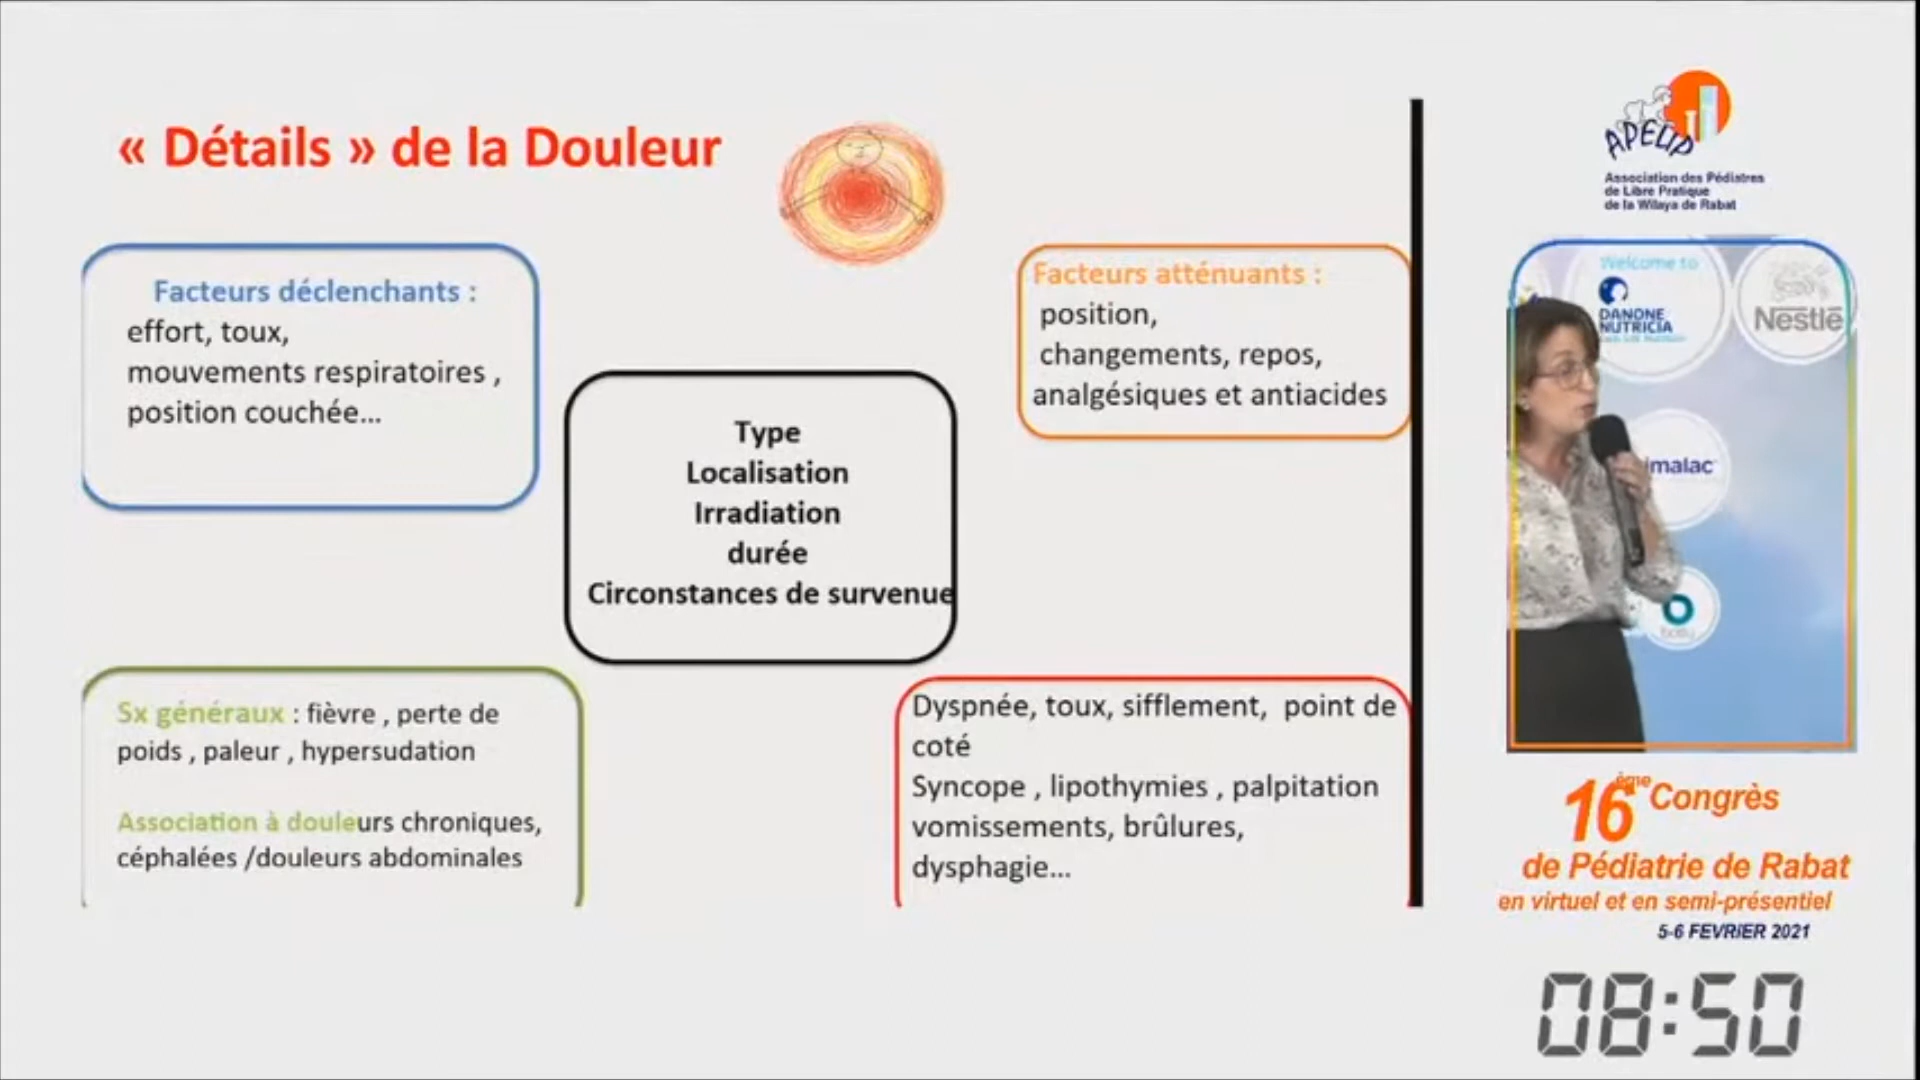 « Détails » de la Douleur
Facteurs déclenchants :
effort, toux,
mouvements respiratoires ,
position couchée...
Type
Localisation
Irradiation
durée
Circonstances de survenue
Facteurs atténuants :
position,
changements, repos,
analgésiques et antiacides
Sx généraux : fièvre , perte de
poids , paleur , hypersudation
Association à douleurs chroniques,
céphalées /douleurs abdominales
Dyspnée, toux, sifflement, point de
coté
Syncope , lipothymies , palpitation
vomissements, brûlures,
dysphagie...
APELIP
Association des Pédiatres
de Libre Pratique
de la Wilaya de Rabat
Welcome to
DANONE
NUTRICIA
Nestlé
imalac
16ème Congrès
de Pédiatrie de Rabat
en virtuel et en semi-présentiel
5-6 FEVRIER 2021
08:50